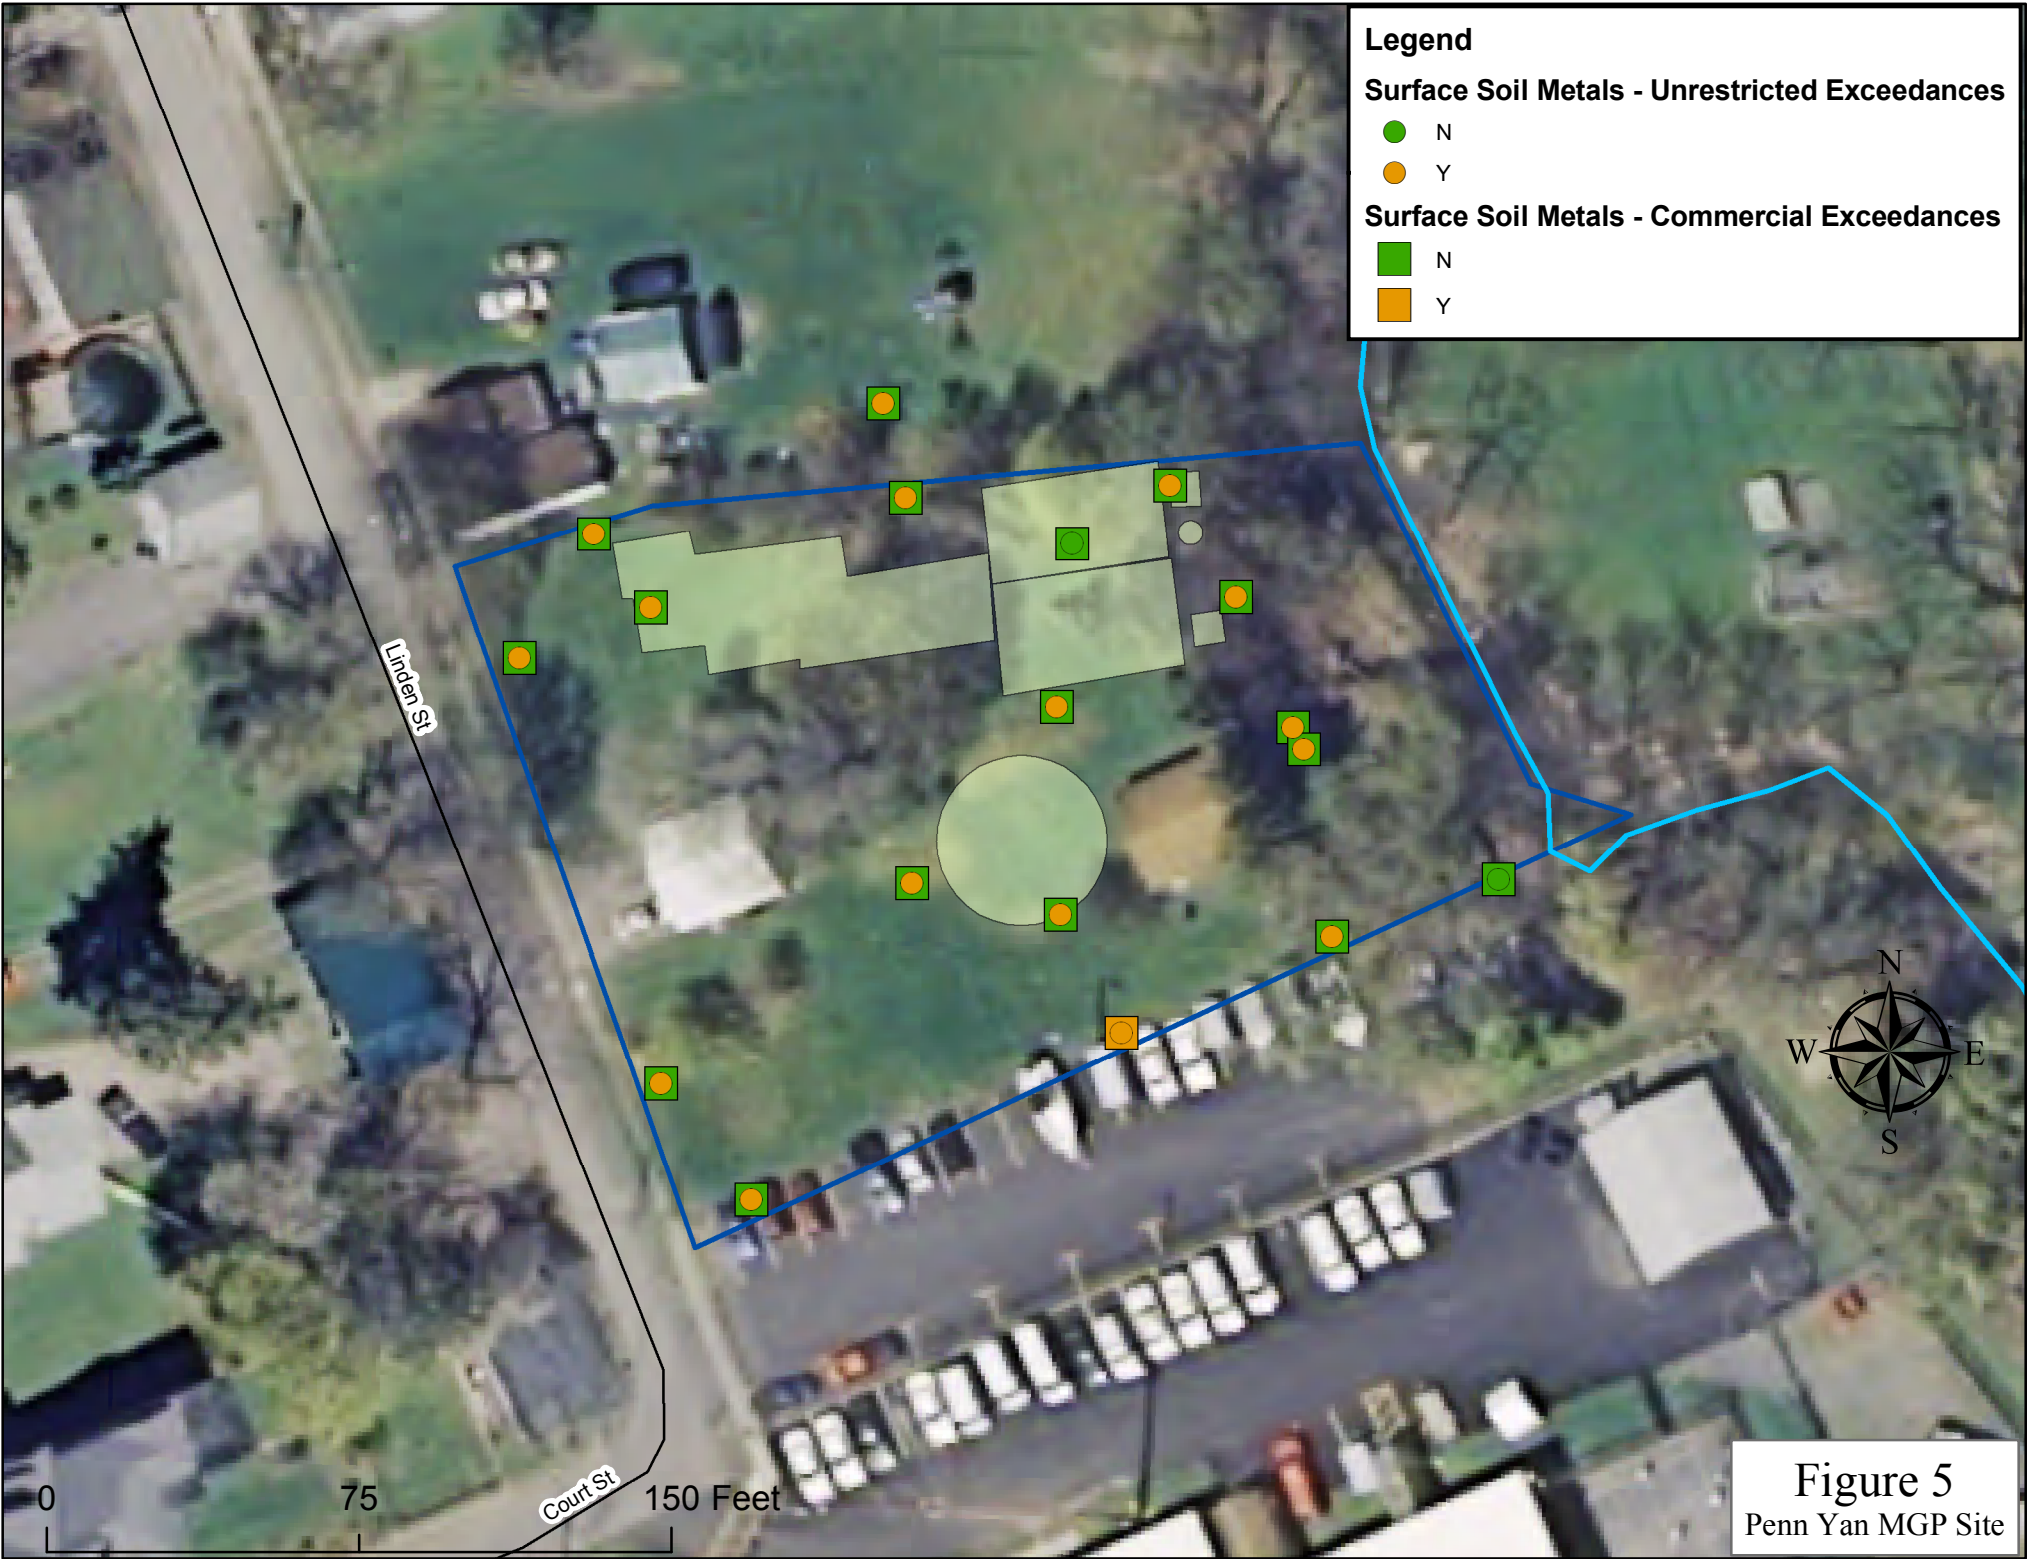 Legend
Surface Soil Metals - Unrestricted Exceedances
N
Y
Surface Soil Metals - Commercial Exceedances
N
Y
Linden St
N
W E
S
0 75 150 Feet
Court St
Figure 5
Penn Yan MGP Site